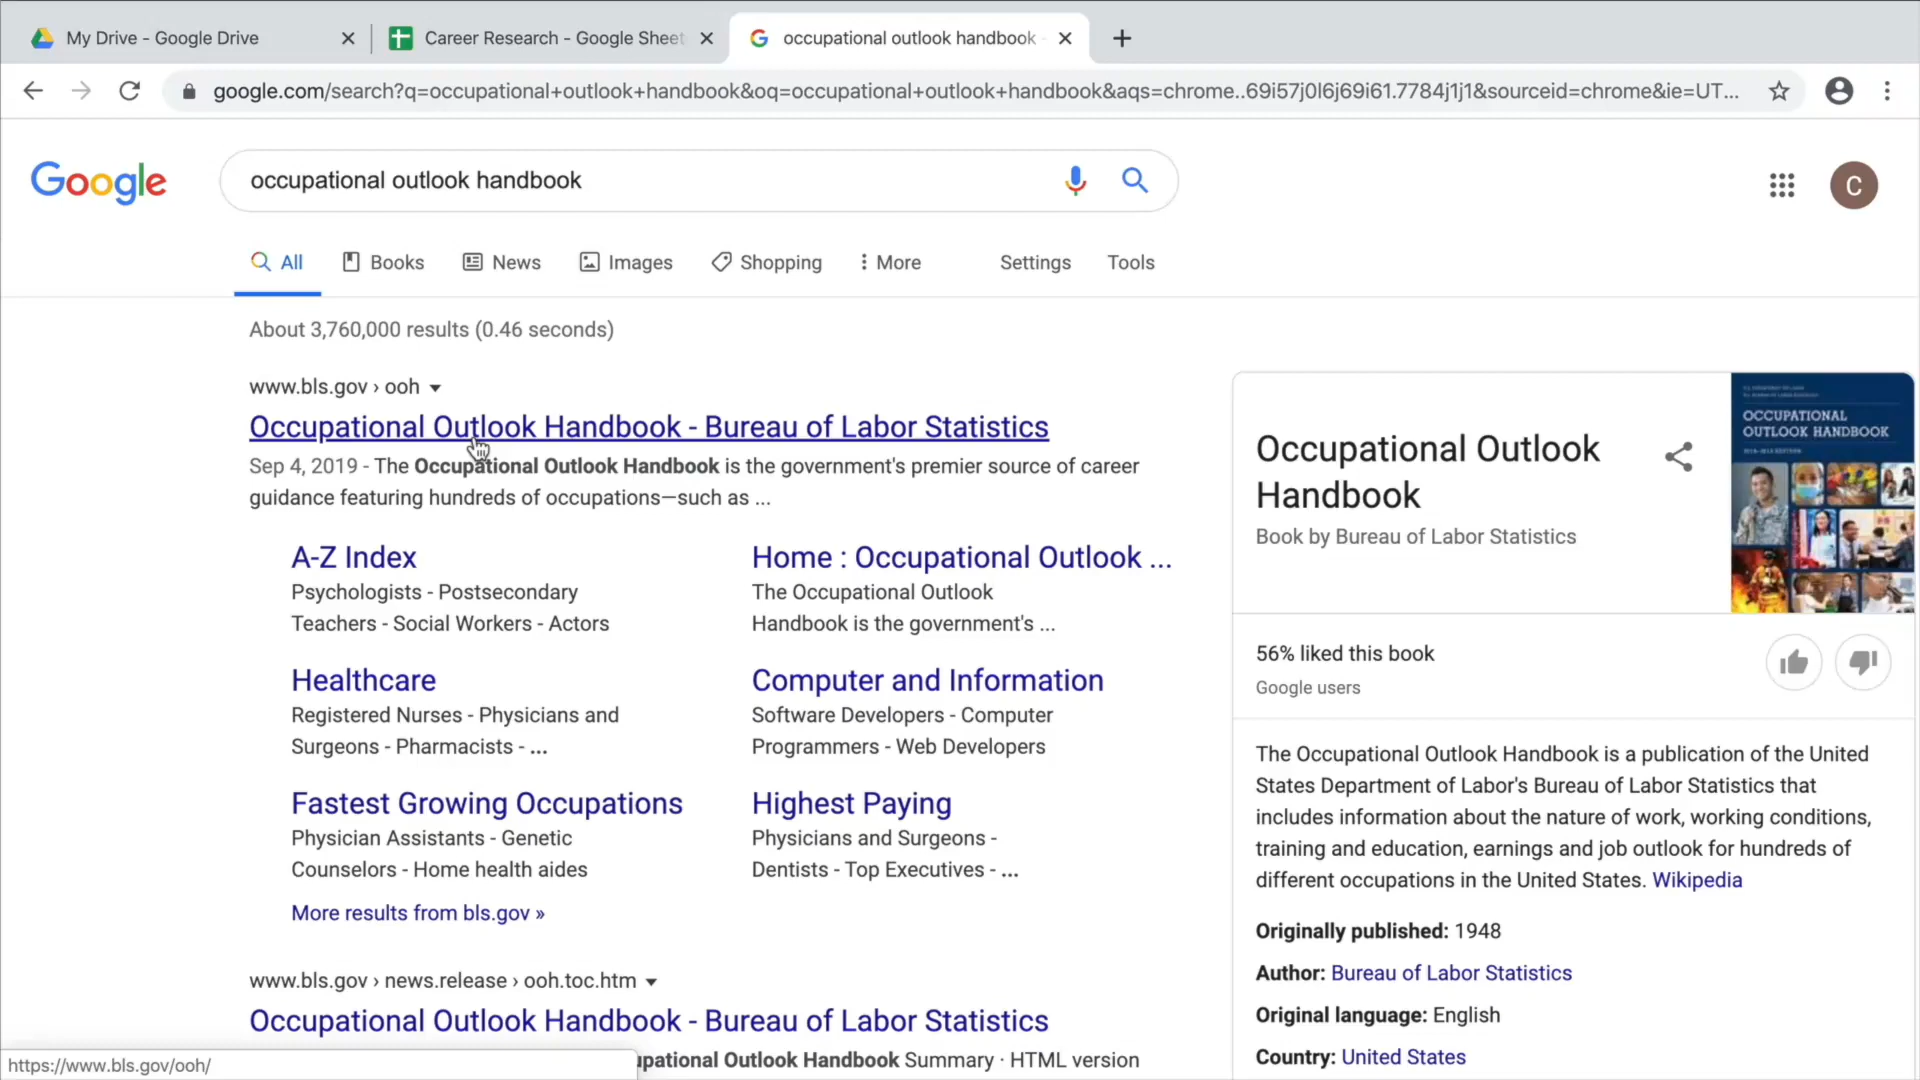 My Drive - Google Drive
Career Research - Google Sheet
occupational outlook handbook -
google.com/search?q=occupational+outlook+handbook&oq=occupational+outlook+handbook&aqs=chrome..69i57j0l6j69i61.7784j1j1&sourceid=chrome&ie=UT...
Google
occupational outlook handbook
C
All
Books
News
Images
Shopping
More
Settings
Tools
About 3,760,000 results (0.46 seconds)
www.bls.gov › ooh
Occupational Outlook Handbook - Bureau of Labor Statistics
Sep 4, 2019 - The Occupational Outlook Handbook is the government's premier source of career
guidance featuring hundreds of occupations—such as ...
A-Z Index
Psychologists - Postsecondary
Teachers - Social Workers - Actors
Home : Occupational Outlook ...
The Occupational Outlook
Handbook is the government's ...
Healthcare
Registered Nurses - Physicians and
Surgeons - Pharmacists - ...
Computer and Information
Software Developers - Computer
Programmers - Web Developers
Fastest Growing Occupations
Physician Assistants - Genetic
Counselors - Home health aides
Highest Paying
Physicians and Surgeons -
Dentists - Top Executives - ...
More results from bls.gov »
www.bls.gov › news.release › ooh.toc.htm
Occupational Outlook Handbook - Bureau of Labor Statistics
upational Outlook Handbook Summary · HTML version
https://www.bls.gov/ooh/
Occupational Outlook
Handbook
Book by Bureau of Labor Statistics
OCCUPATIONAL
OUTLOOK HANDBOOK
56% liked this book
Google users
The Occupational Outlook Handbook is a publication of the United
States Department of Labor's Bureau of Labor Statistics that
includes information about the nature of work, working conditions,
training and education, earnings and job outlook for hundreds of
different occupations in the United States. Wikipedia
Originally published: 1948
Author: Bureau of Labor Statistics
Original language: English
Country: United States